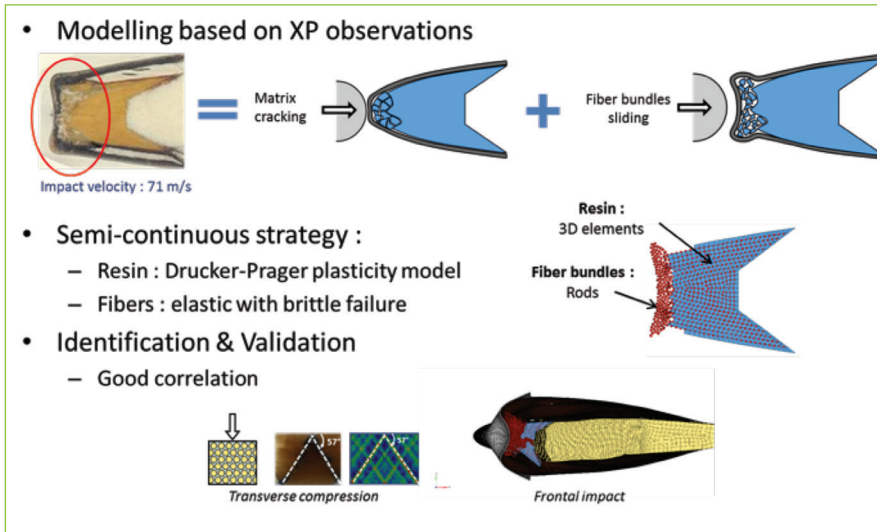 • Modelling based on XP observations
Matrix
cracking
Fiber bundles
sliding
Impact velocity : 71 m/s
• Semi-continuous strategy :
– Resin : Drucker-Prager plasticity model
– Fibers : elastic with brittle failure
Resin :
3D elements
Fiber bundles :
Rods
• Identification & Validation
– Good correlation
57°
57°
Transverse compression
Frontal impact